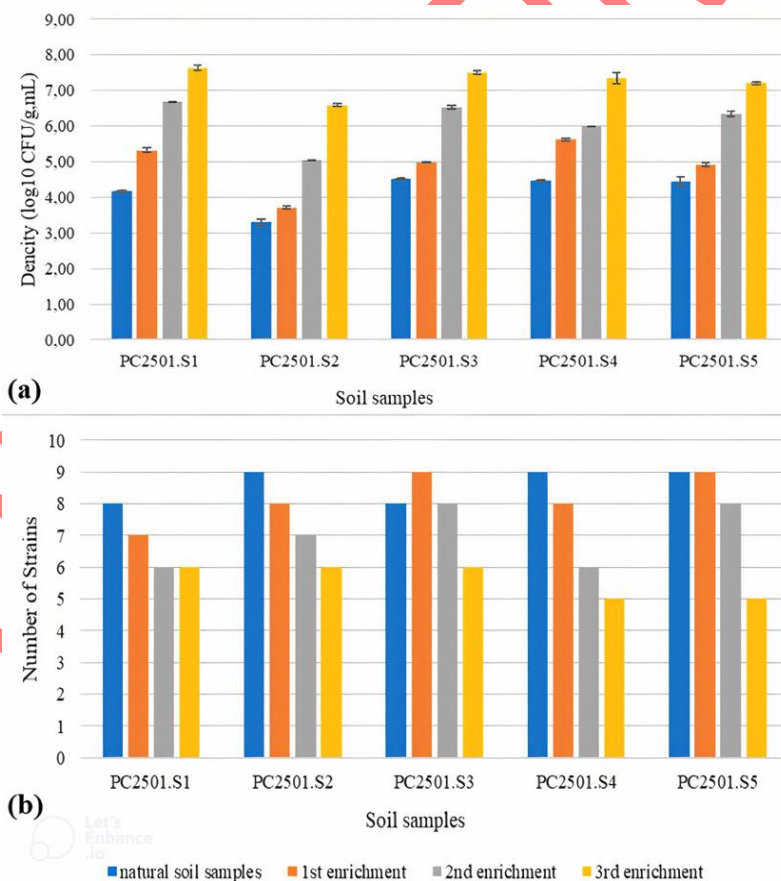 9,00
8,00
7,00
6,00
5,00
4,00
3,00
2,00
1,00
0,00
Dencity (log10 CFU/g,mL)
PC2501.S1 PC2501.S2 PC2501.S3 PC2501.S4 PC2501.S5
(a)
Soil samples
10
9
8
7
6
5
4
3
2
1
0
Number of Strains
PC2501.S1 PC2501.S2 PC2501.S3 PC2501.S4 PC2501.S5
(b)
Soil samples
Let's
Enhance
.io
natural soil samples 1st enrichment 2nd enrichment 3rd enrichment